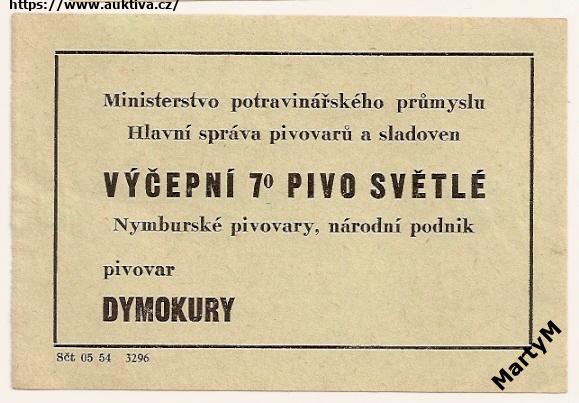 https://www.auktiva.cz/
Ministerstvo potravinářského průmyslu
Hlavní správa pivovarů a sladoven
VÝČEPNÍ 7º PIVO SVĚTLÉ
Nymburské pivovary, národní podnik
pivovar
DYMOKURY
Sčt 05 54 3296
MartyM